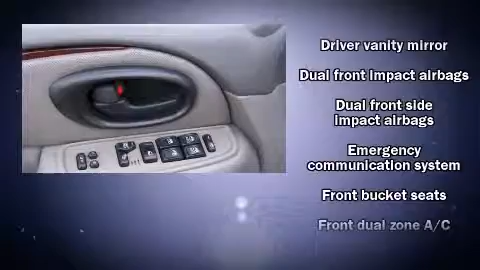 Driver vanity mirror
Dual front impact airbags
Dual front side
impact airbags
Emergency
communication system
Front bucket seats
Front dual zone A/C